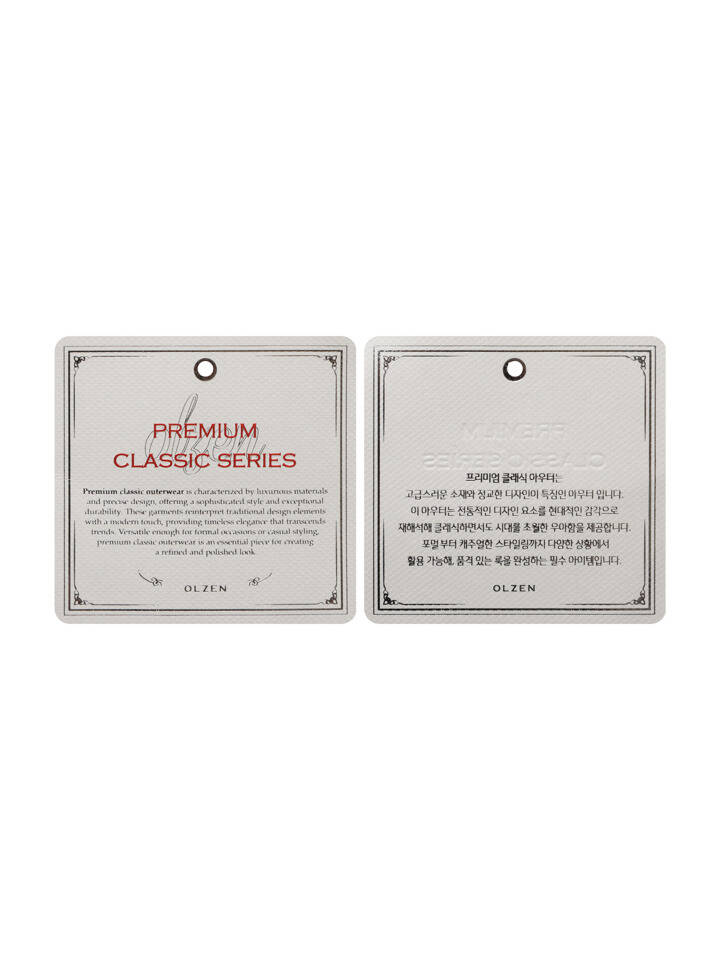 olzen
PREMIUM
CLASSIC SERIES
Premium classic outerwear is characterized by luxurious materials
and precise design, offering a sophisticated style and exceptional
durability. These garments reinterpret traditional design elements
with a modern touch, providing timeless elegance that transcends
trends. Versatile enough for formal occasions or casual styling,
premium classic outerwear is an essential piece for creating
a refined and polished look.
OLZEN
프리미엄 클래식 아우터는
고급스러운 소재와 정교한 디자인이 특징인 아우터 입니다.
이 아우터는 전통적인 디자인 요소를 현대적인 감각으로
재해석해 클래식하면서도 시대를 초월한 우아함을 제공합니다.
포멀 부터 캐주얼한 스타일링까지 다양한 상황에서
활용 가능해, 품격 있는 룩을 완성하는 필수 아이템입니다.
OLZEN